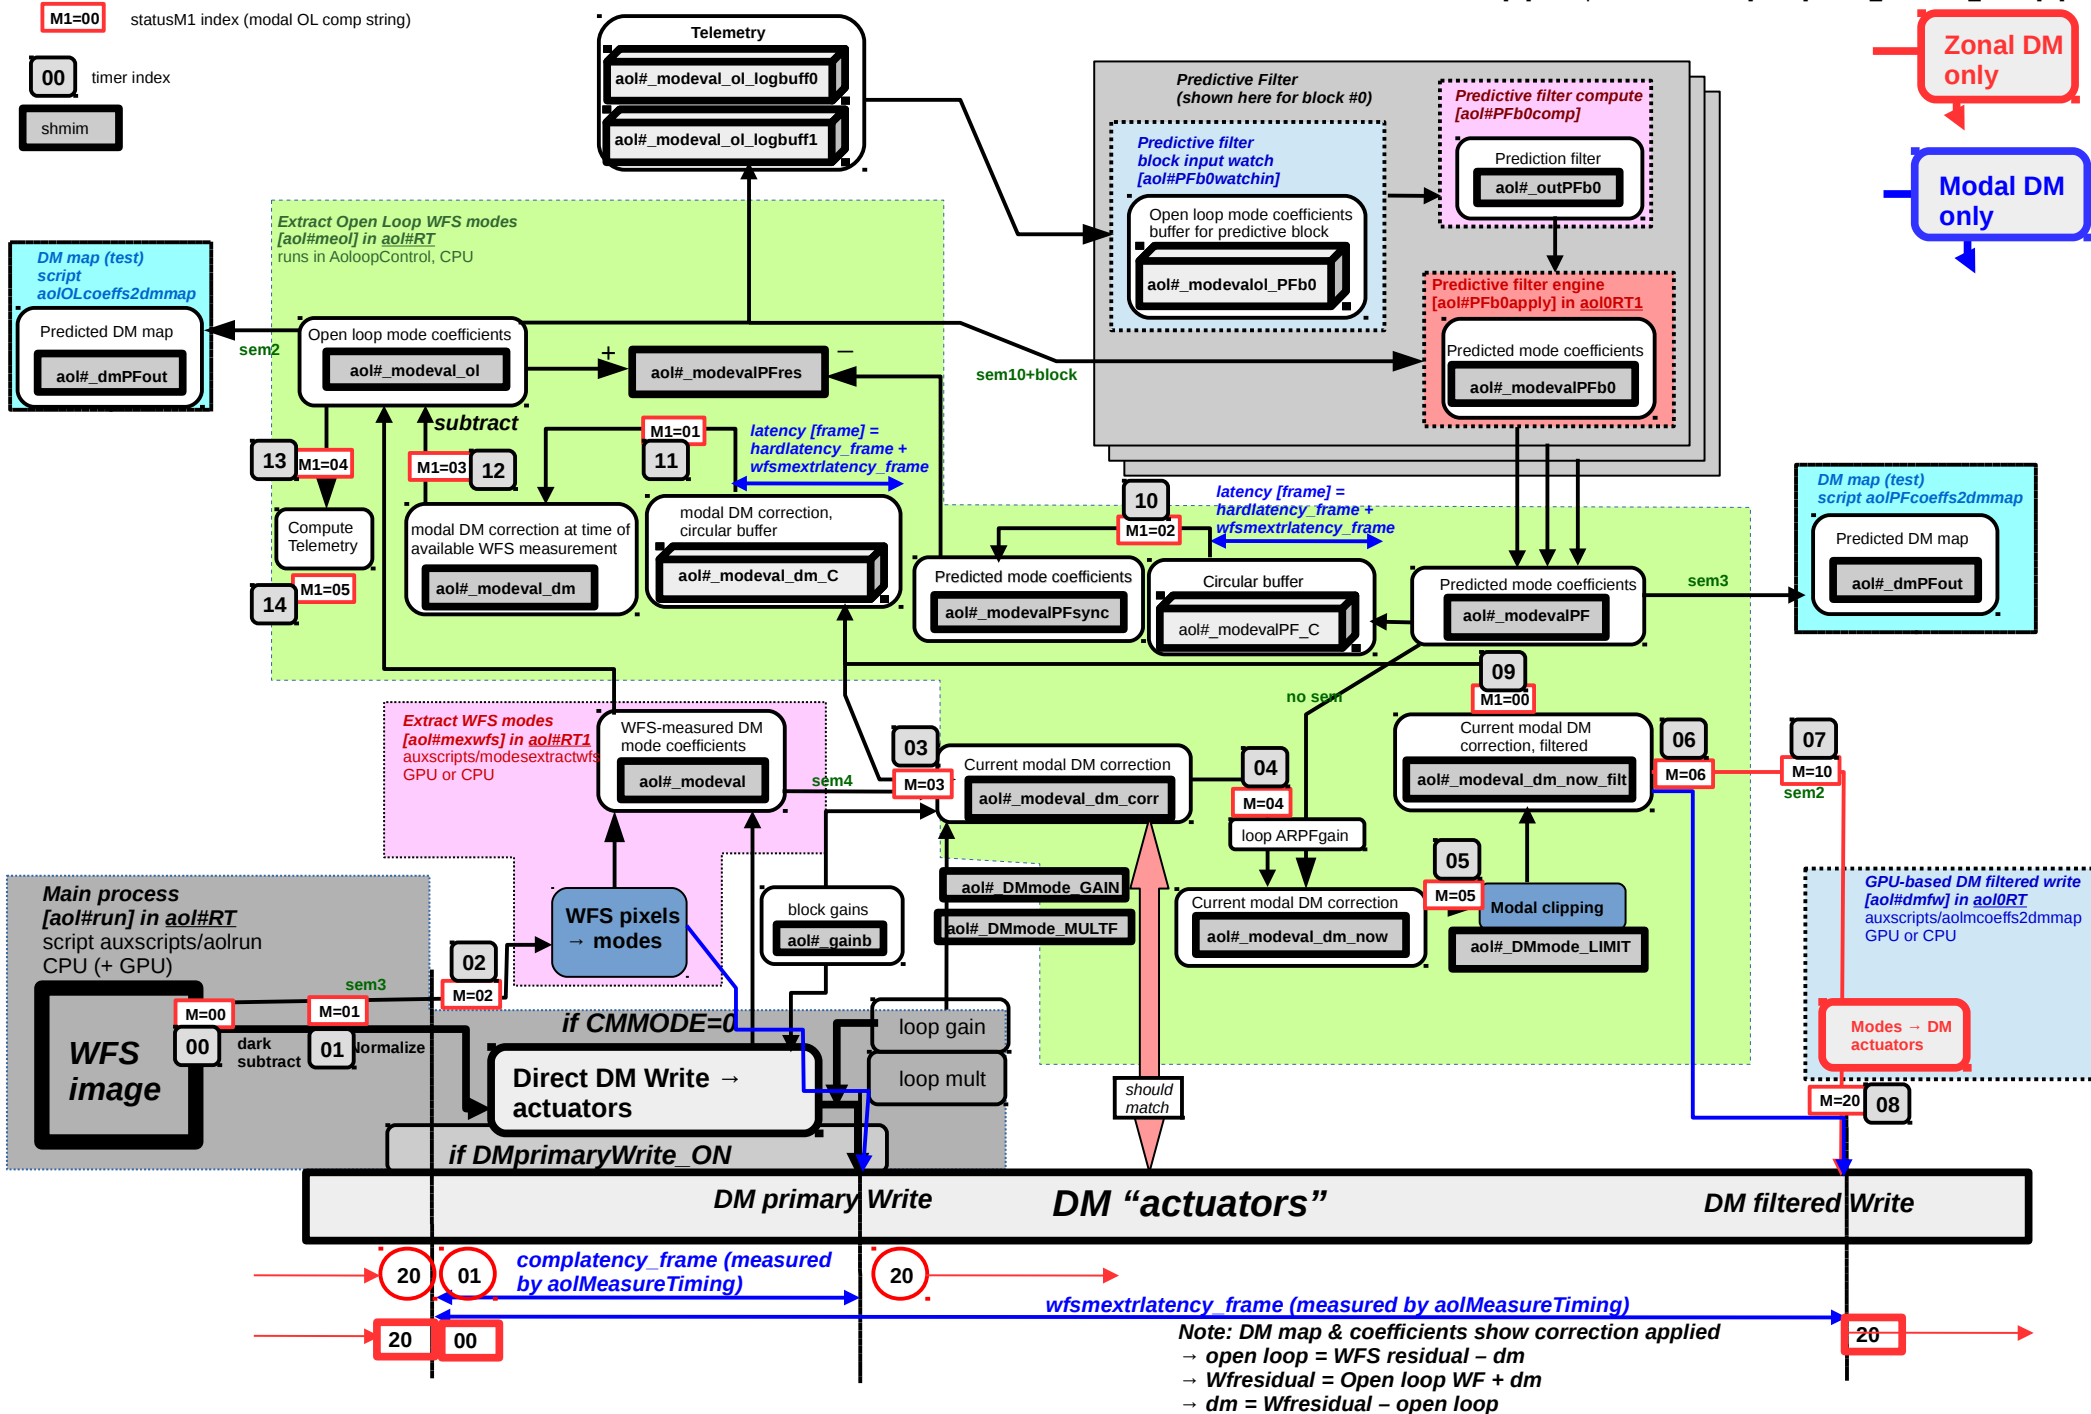 M1=00
statusM1 index (modal OL comp string)
00
timer index
shmim
Telemetry
aol#_modeval_ol_logbuff0
aol#_modeval_ol_logbuff1
Zonal DM
only
Modal DM
only
Predictive Filter
(shown here for block #0)
Predictive filter compute
[aol#PFb0comp]
Prediction filter
aol#_outPFb0
Predictive filter
block input watch
[aol#PFb0watchin]
Open loop mode coefficients
buffer for predictive block
aol#_modevalol_PFb0
Predictive filter engine
[aol#PFb0apply] in aol0RT1
Predicted mode coefficients
aol#_modevalPFb0
Extract Open Loop WFS modes
[aol#meol] in aol#RT
runs in AoloopControl, CPU
DM map (test)
script
aolOLcoeffs2dmmap
Predicted DM map
aol#_dmPFout
sem2
Open loop mode coefficients
aol#_modeval_ol
+
aol#_modevalPFres
–
sem10+block
subtract
M1=01
11
latency [frame] =
hardlatency_frame +
wfsmextrlatency_frame
13
M1=04
M1=03
12
Compute
Telemetry
M1=05
14
modal DM correction at time of
available WFS measurement
aol#_modeval_dm
modal DM correction,
circular buffer
aol#_modeval_dm_C
10
M1=02
latency [frame] =
hardlatency_frame +
wfsmextrlatency_frame
Predicted mode coefficients
aol#_modevalPFsync
Circular buffer
aol#_modevalPF_C
Predicted mode coefficients
aol#_modevalPF
sem3
DM map (test)
script aolPFcoeffs2dmmap
Predicted DM map
aol#_dmPFout
09
M1=00
no sem
Extract WFS modes
[aol#mexwfs] in aol#RT1
auxscripts/modesextractwfs
GPU or CPU
WFS-measured DM
mode coefficients
aol#_modeval
sem4
03
M=03
Current modal DM correction
aol#_modeval_dm_corr
04
M=04
loop ARPFgain
Current modal DM
correction, filtered
aol#_modeval_dm_now_filt
06
M=06
07
M=10
sem2
05
M=05
Modal clipping
aol#_DMmode_LIMIT
Current modal DM correction
aol#_modeval_dm_now
aol#_DMmode_GAIN
aol#_DMmode_MULTF
block gains
aol#_gainb
WFS pixels
→ modes
GPU-based DM filtered write
[aol#dmfw] in aol0RT
auxscripts/aolmcoeffs2dmmap
GPU or CPU
Modes → DM
actuators
M=20
08
Main process
[aol#run] in aol#RT
script auxscripts/aolrun
CPU (+ GPU)
sem3
02
M=02
M=00
M=01
00
dark
subtract
01
Normalize
WFS
image
if CMMODE=0
Direct DM Write →
actuators
loop gain
loop mult
should
match
if DMprimaryWrite_ON
DM primary Write
DM “actuators”
DM filtered Write
20
01
complatency_frame (measured
by aolMeasureTiming)
20
wfsmextrlatency_frame (measured by aolMeasureTiming)
20
00
20
Note: DM map & coefficients show correction applied
→ open loop = WFS residual – dm
→ Wfresidual = Open loop WF + dm
→ dm = Wfresidual – open loop